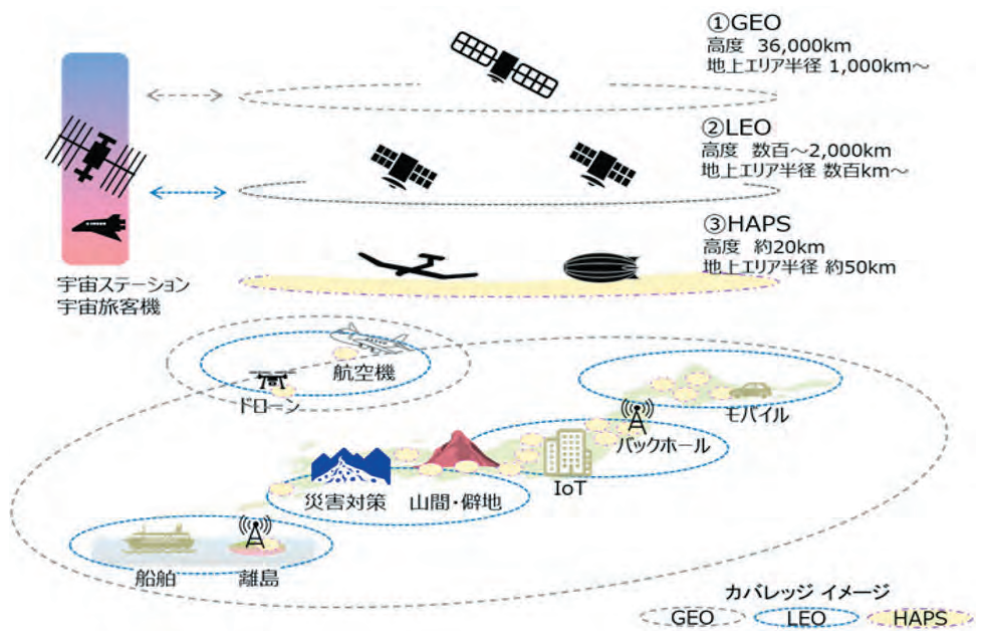 ①GEO
高度 36,000km
地上エリア半径 1,000km～
②LEO
高度 数百～2,000km
地上エリア半径 数百km～
③HAPS
高度 約20km
地上エリア半径 約50km
宇宙ステーション
宇宙旅客機
航空機
ドローン
モバイル
バックホール
IoT
災害対策
山間・僻地
船舶
離島
カバレッジ イメージ
GEO
LEO
HAPS